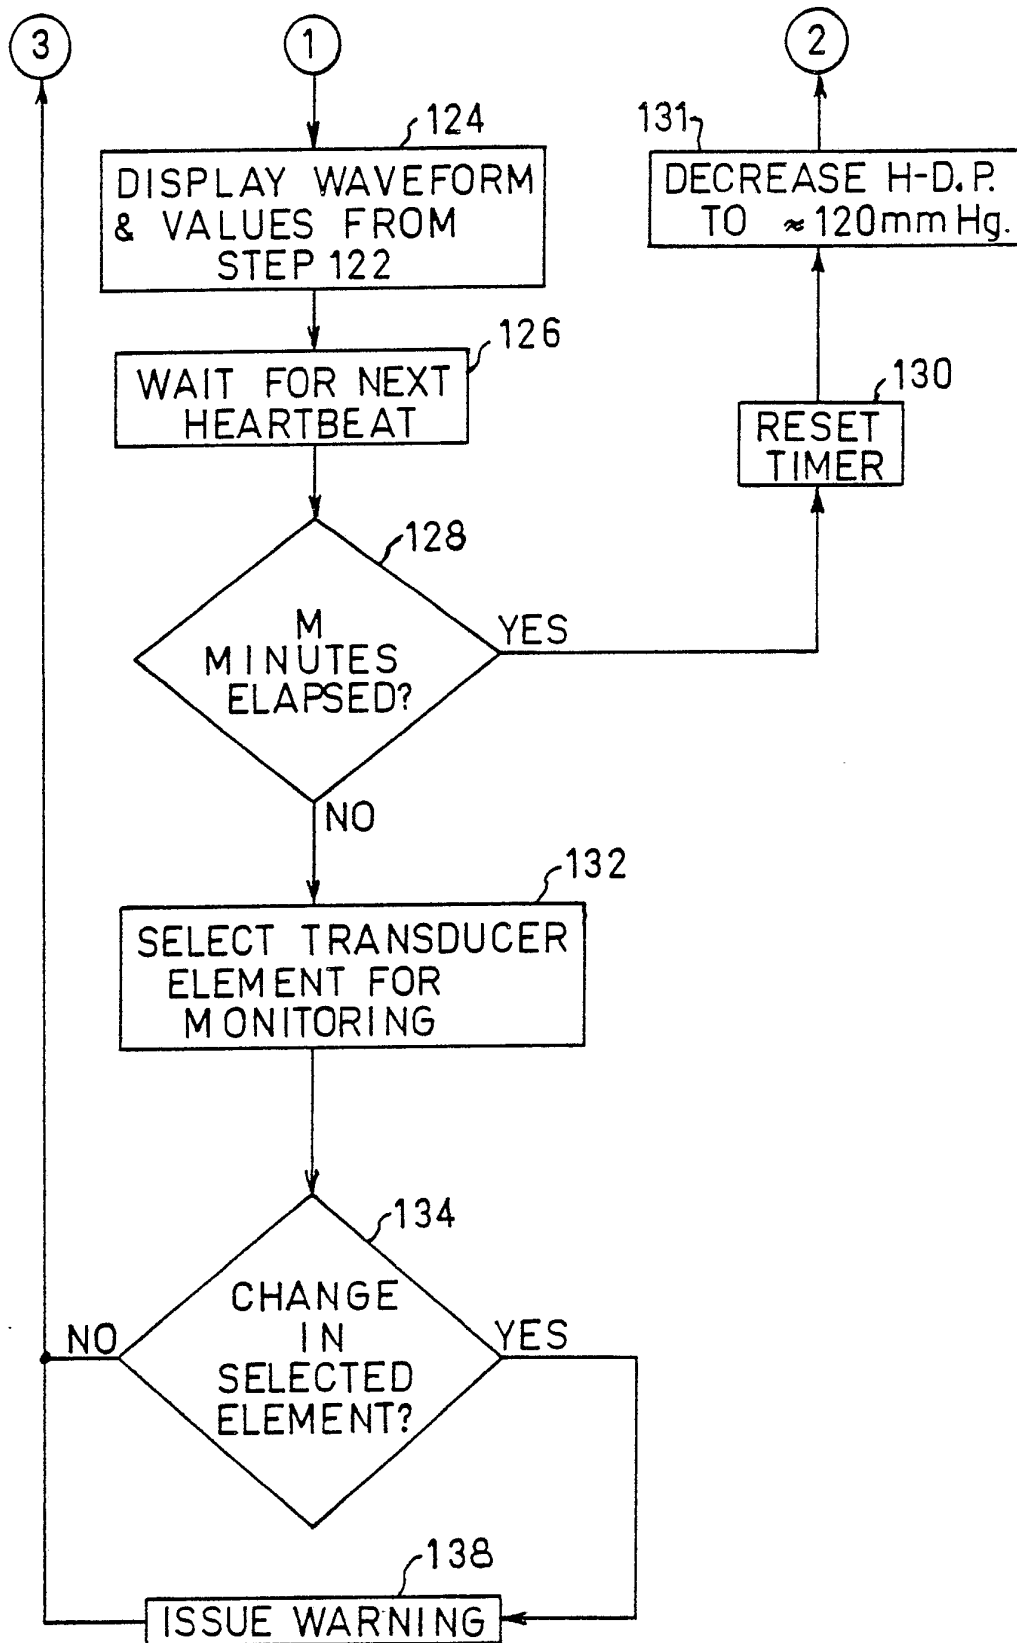 3
1
2
124
DISPLAY WAVEFORM
& VALUES FROM
STEP 122
131
DECREASE H-D.P.
TO ≈120mmHg.
126
WAIT FOR NEXT
HEARTBEAT
130
RESET
TIMER
128
M
MINUTES
ELAPSED?
YES
NO
132
SELECT TRANSDUCER
ELEMENT FOR
MONITORING
134
CHANGE
IN
SELECTED
ELEMENT?
NO
YES
138
ISSUE WARNING